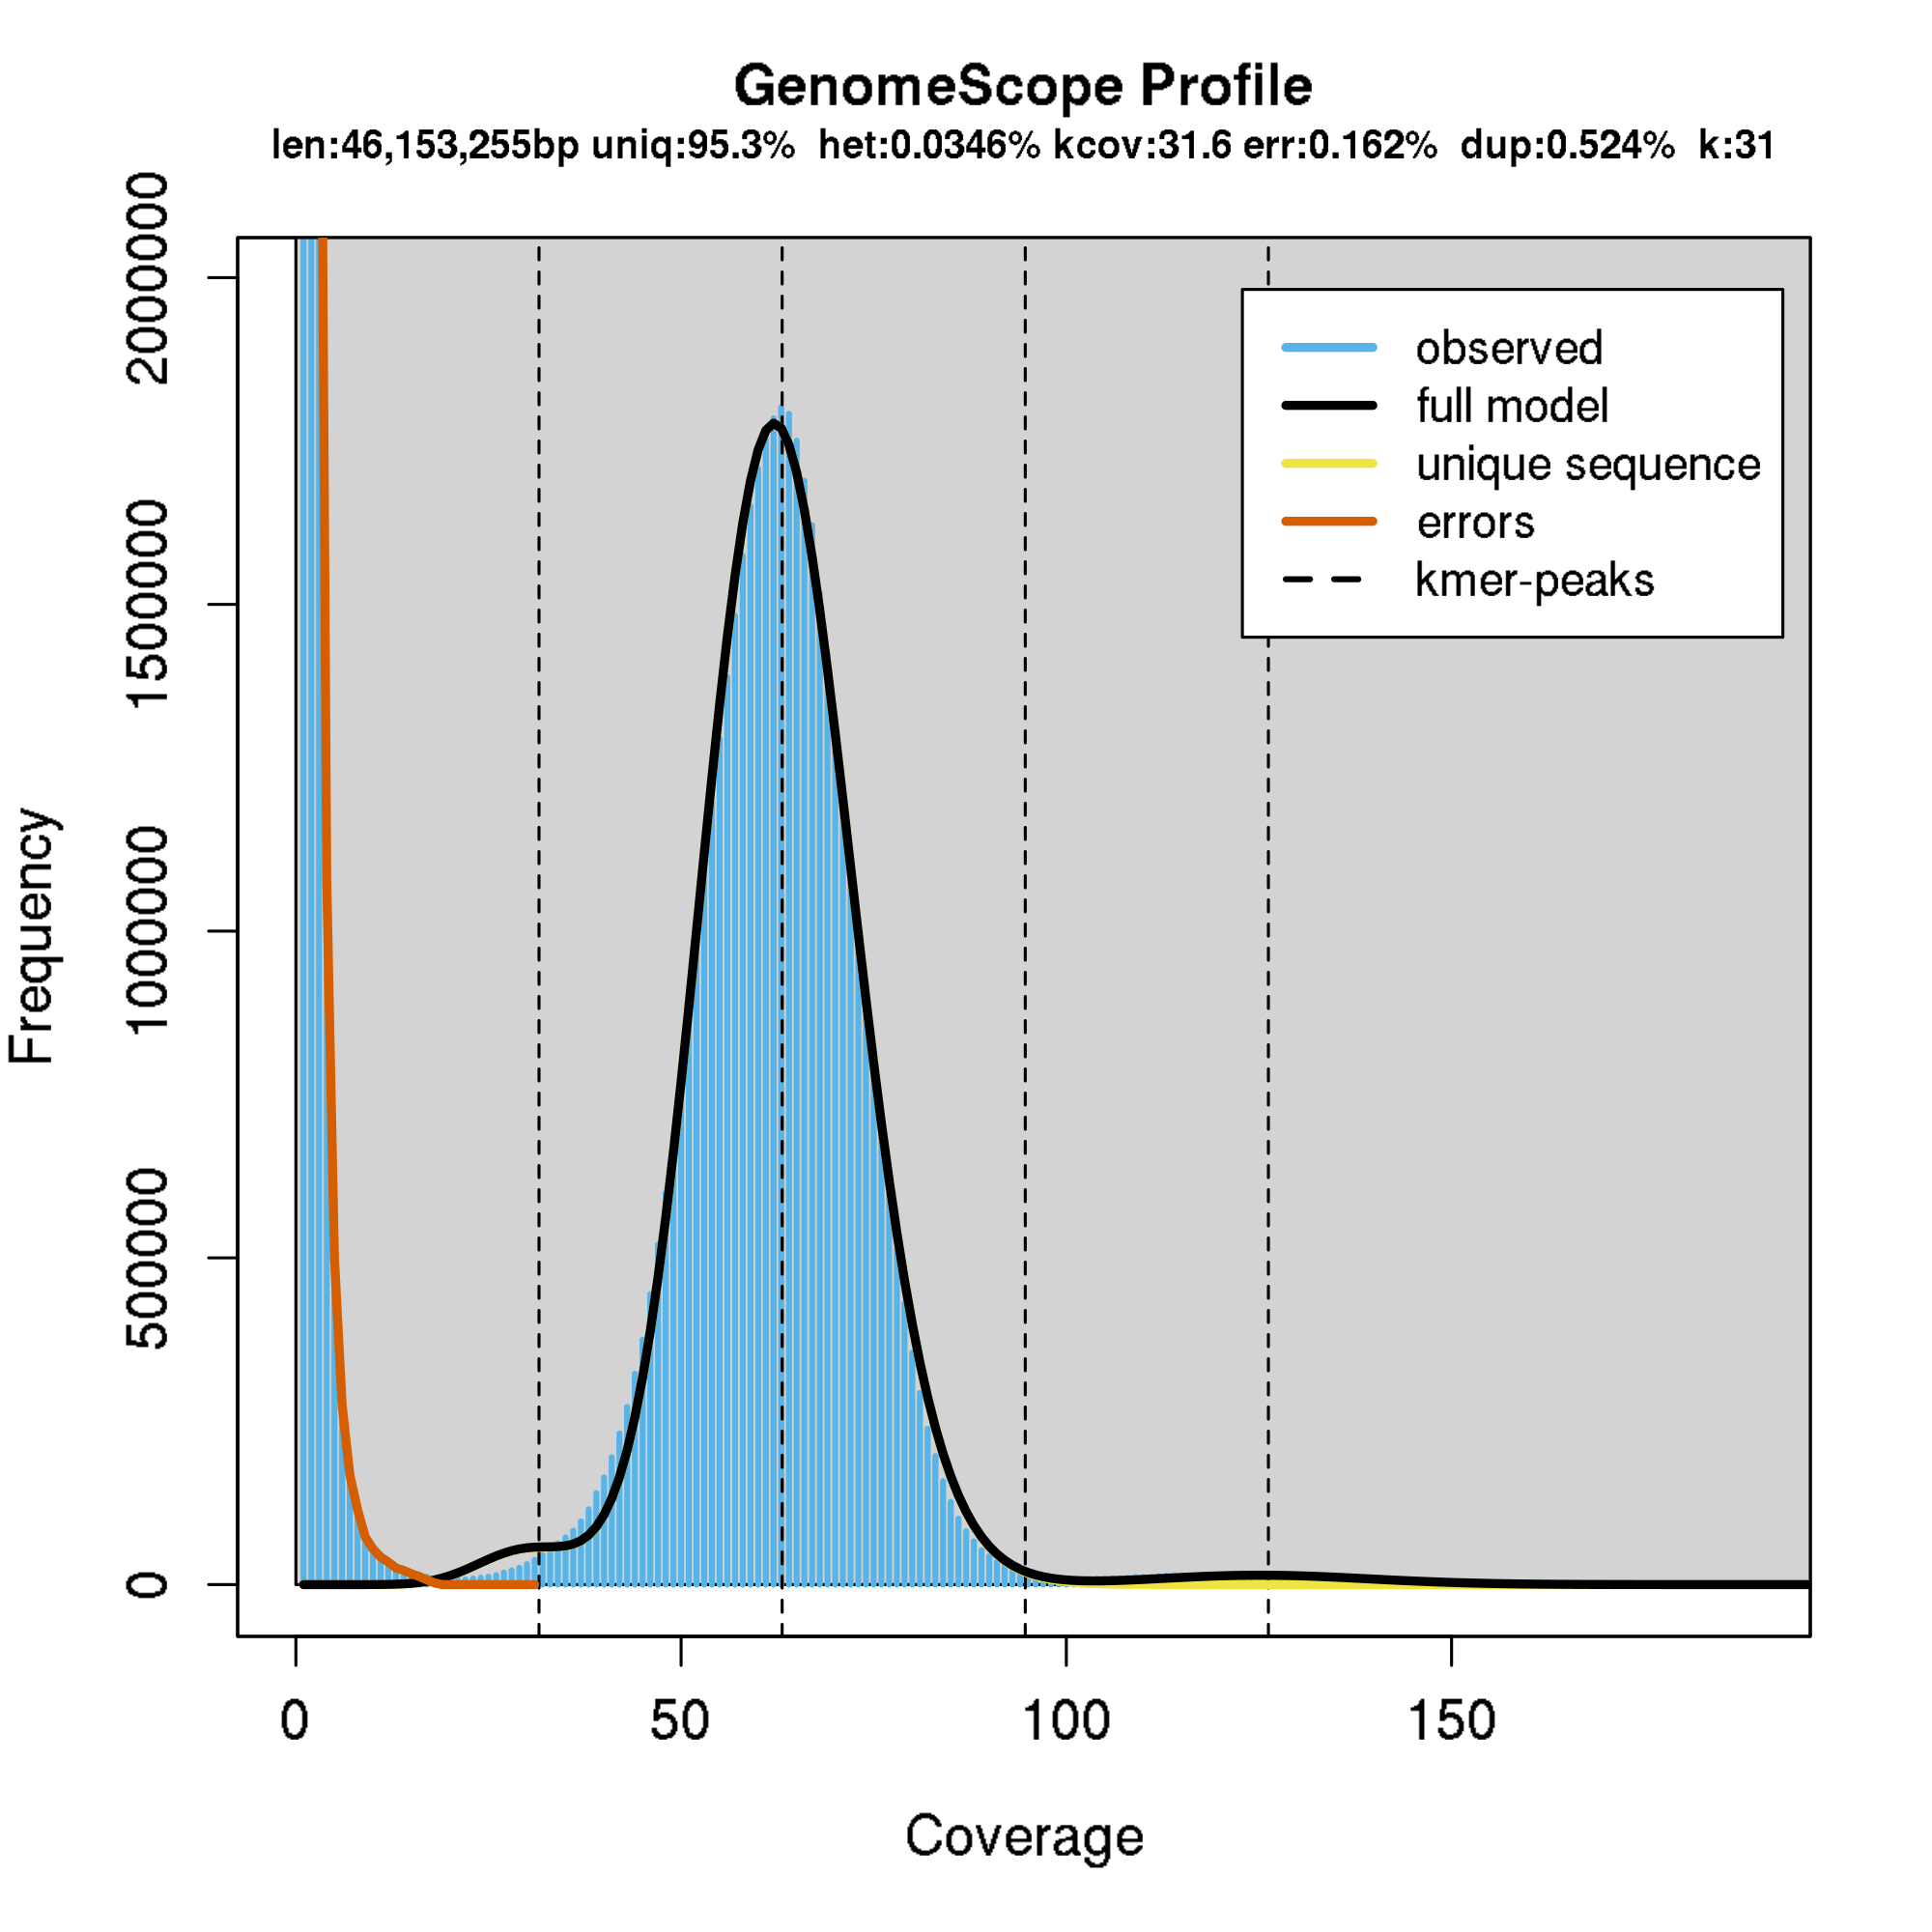 GenomeScope Profile
len:46,153,255bp uniq:95.3% het:0.0346% kcov:31.6 err:0.162% dup:0.524% k:31
observed
full model
unique sequence
errors
kmer-peaks
Frequency
2000000
1500000
1000000
500000
0
0 50 100 150
Coverage